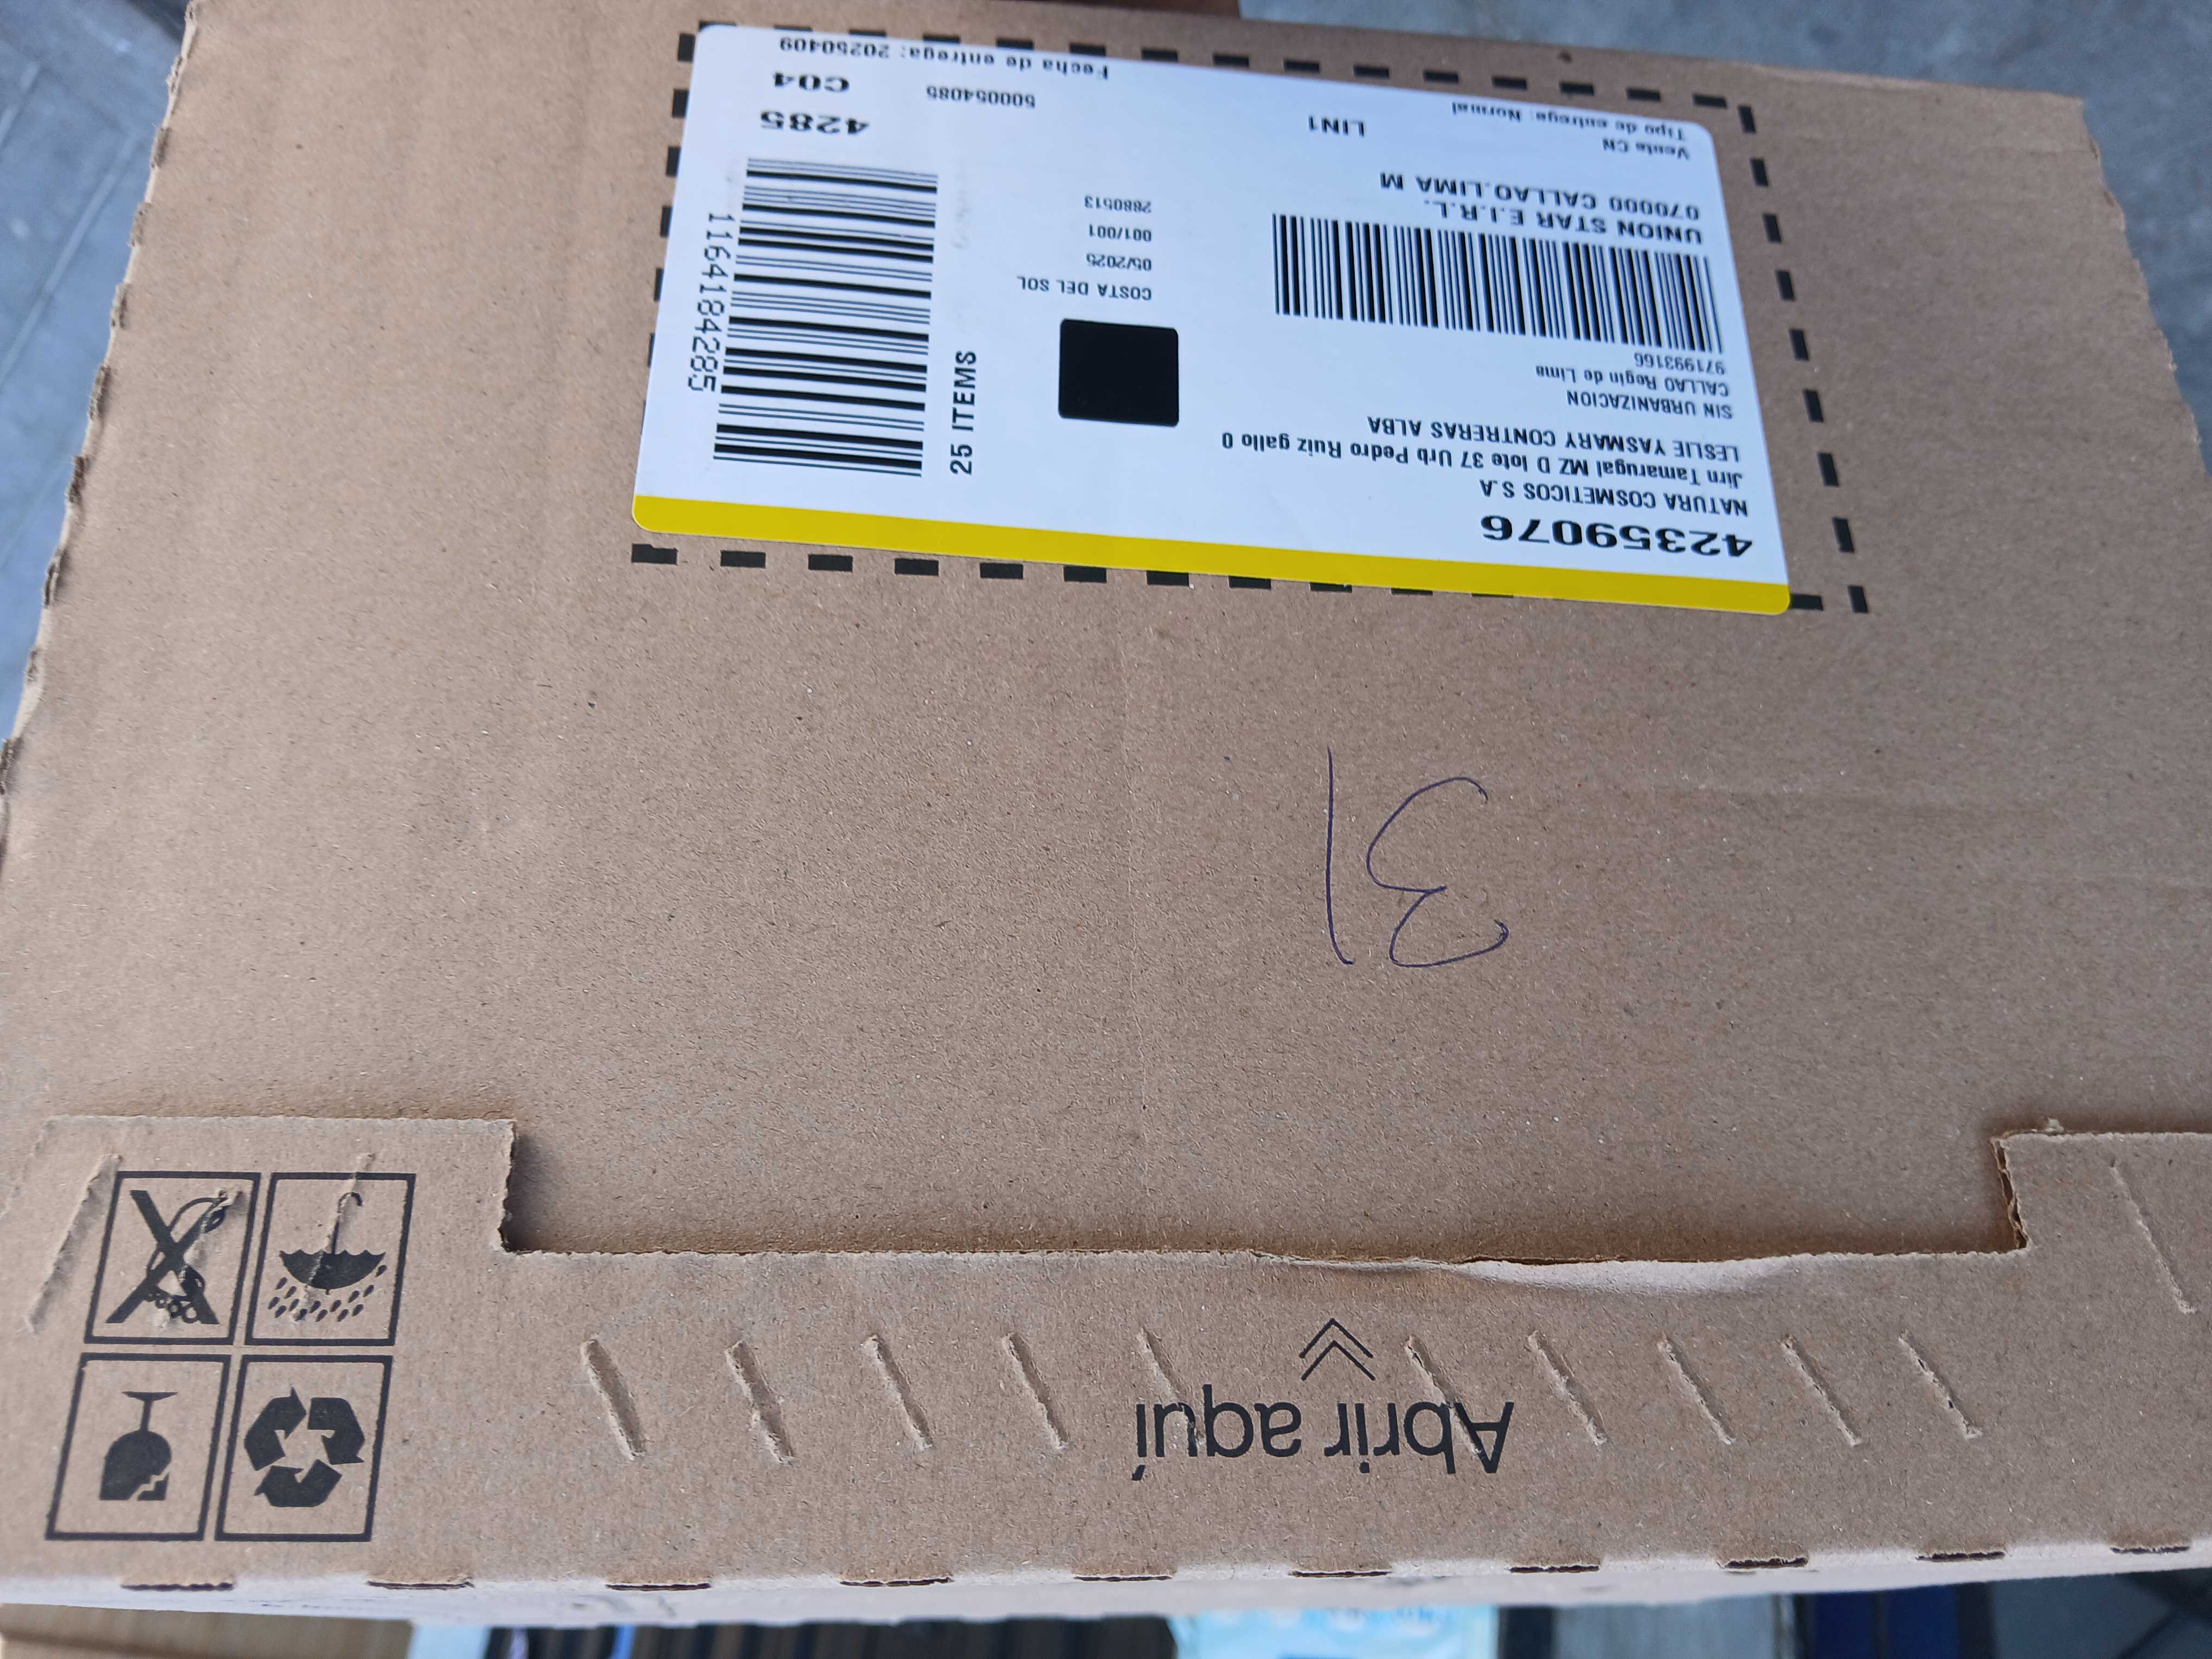 42359076
NATURA COSMETICOS S.A
Jirn Tamarugal MZ D lote 37 Urb Pedro Ruiz gallo 0
LESLIE YASMARY CONTRERAS ALBA
SIN URBANIZACION
CALLAO Regin de Lima
971993166
UNION STAR E.I.R.L.
070000 CALLAO.LIMA M
Venta CN
Tipo de entrega: Normal
LIN1
COSTA DEL SOL
05/2025
001/001
2880513
500054085
Fecha de entrega: 20250409
25 ITEMS
1164184285
4285
C04
31
Abrir aquí